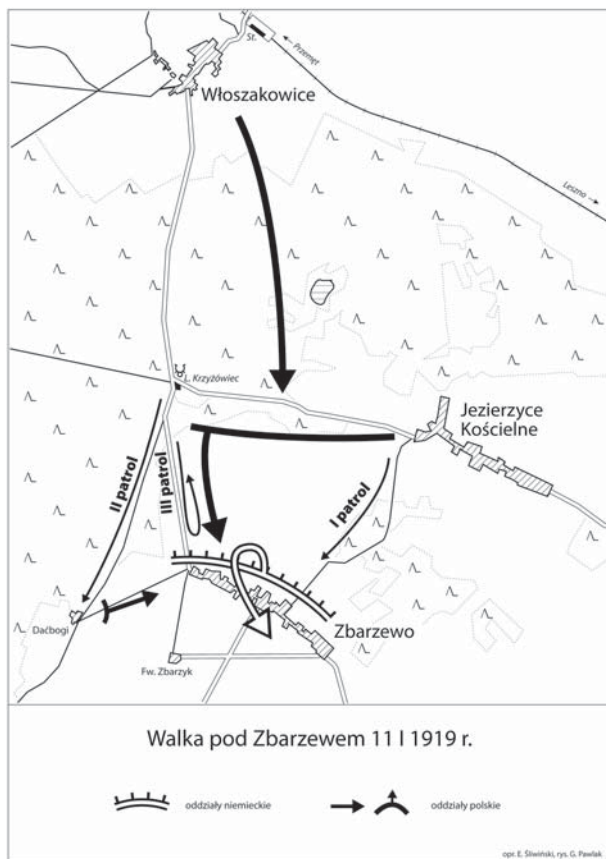 St.
Przemęt
Włoszakowice
Leszno
L. Krzyżówiec
Jezierzyce
Kościelne
II patrol
III patrol
I patrol
Daćbogi
Zbarzewo
Fw. Zbarzyk
Walka pod Zbarzewem 11 I 1919 r.
oddziały niemieckie
oddziały polskie
opr. E. Śliwiński, rys. G. Pawlak